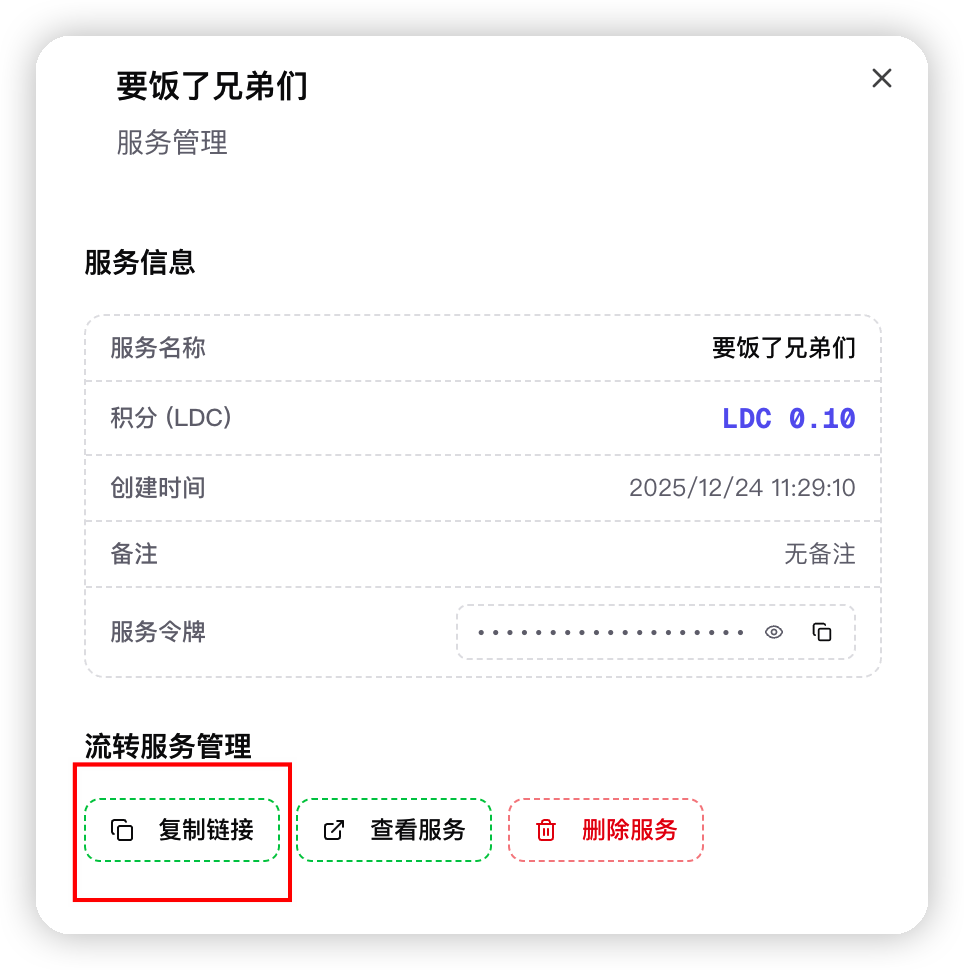 要饭了兄弟们
服务管理
服务信息
服务名称 要饭了兄弟们
积分 (LDC) LDC 0.10
创建时间 2025/12/24 11:29:10
备注 无备注
服务令牌 •••••••••••••••••••
流转服务管理
复制链接 查看服务 删除服务